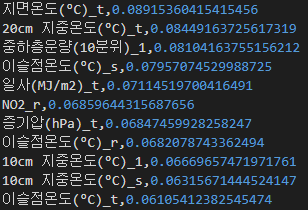 지면온도(°C)_t,0.08915360415415456
20cm 지중온도(°C)_t,0.08449163725617319
중하층운량(10분위)_1,0.08104163755156212
이슬점온도(°C)_s,0.07957074529988725
일사(MJ/m2)_t,0.07114519700416491
NO2_r,0.06859644315687656
증기압(hPa)_t,0.06847459928258247
이슬점온도(°C)_r,0.0682078743362494
10cm 지중온도(°C)_1,0.06669657471971761
10cm 지중온도(°C)_s,0.06315671444524147
이슬점온도(°C)_t,0.06105412382545474